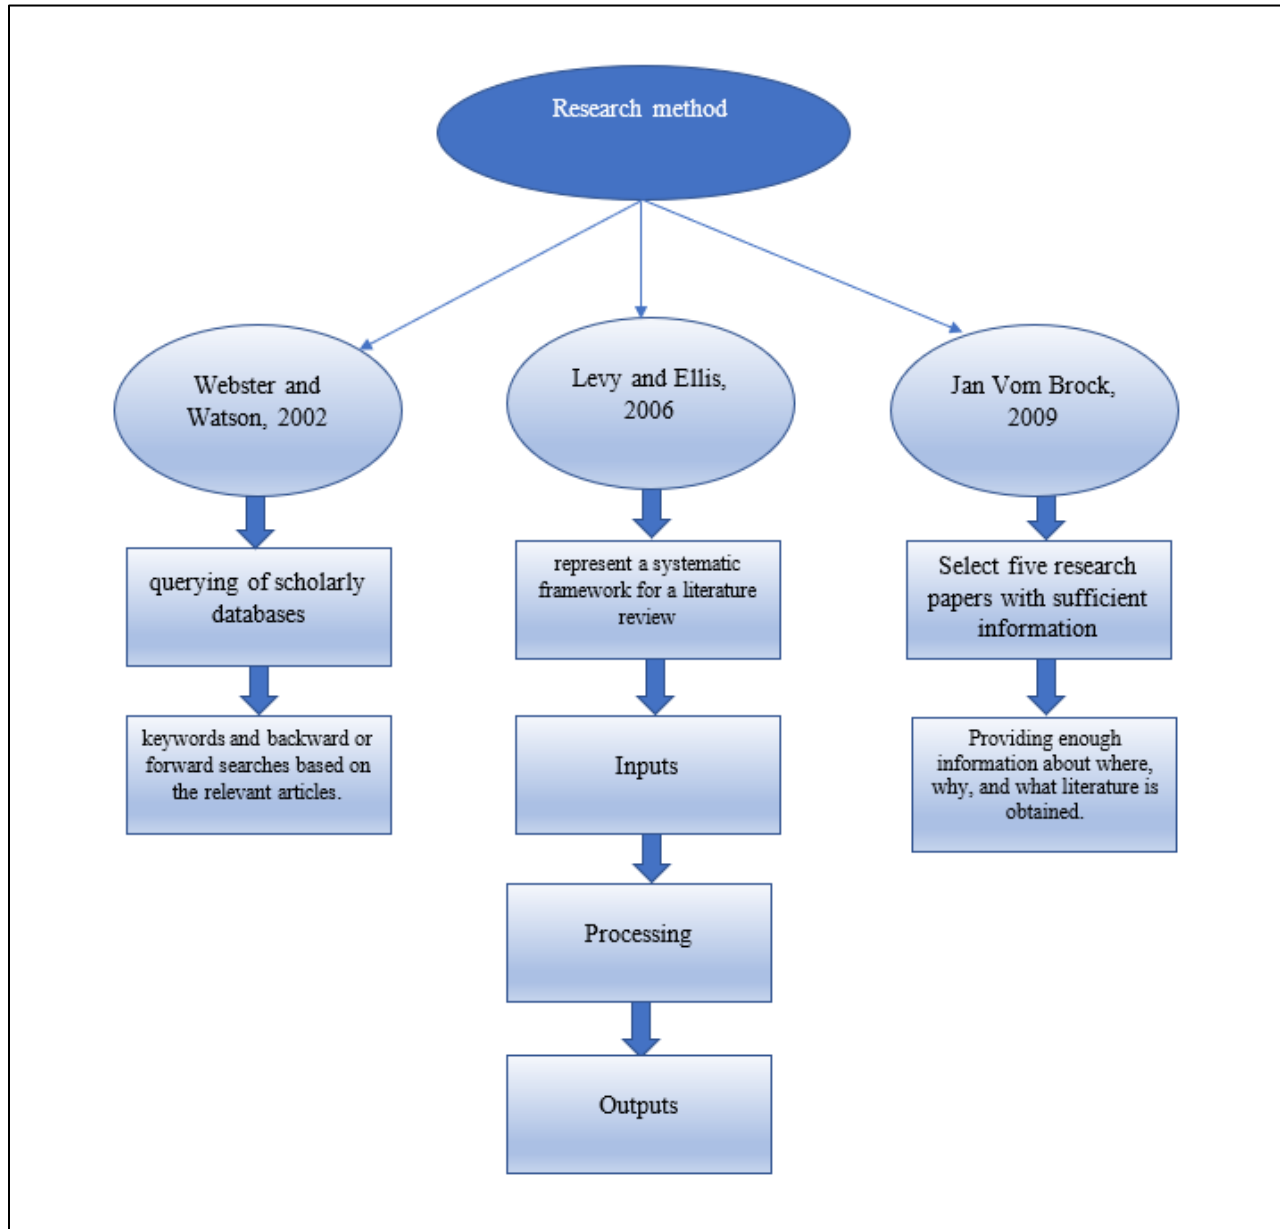 Research method
Webster and
Watson, 2002
querying of scholarly
databases
keywords and backward or
forward searches based on
the relevant articles.
Levy and Ellis,
2006
represent a systematic
framework for a literature
review
Inputs
Processing
Outputs
Jan Vom Brock,
2009
Select five research
papers with sufficient
information
Providing enough
information about where,
why, and what literature is
obtained.